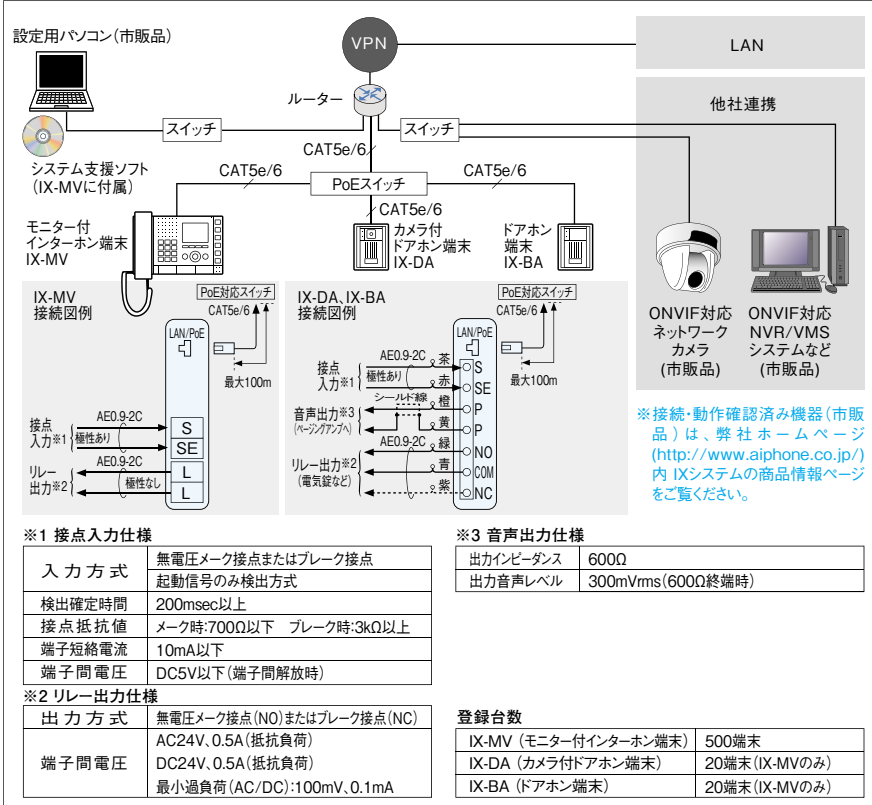 設定用パソコン（市販品）
VPN
LAN
ルーター
他社連携
スイッチ
スイッチ
CAT5e/6
システム支援ソフト
（IX-MVに付属）
CAT5e/6
PoEスイッチ
CAT5e/6
CAT5e/6
モニター付
インターホン端末
IX-MV
カメラ付
ドアホン端末
IX-DA
ドアホン
端末
IX-BA
ONVIF対応
ネットワーク
カメラ
(市販品)
ONVIF対応
NVR/VMS
システムなど
(市販品)
IX-MV
接続図例
PoE対応スイッチ
CAT5e/6
LAN/PoE
最大100m
接点
入力※1
AE0.9-2C
極性あり
S
SE
リレー
出力※2
AE0.9-2C
極性なし
L
L
IX-DA、IX-BA
接続図例
PoE対応スイッチ
CAT5e/6
LAN/PoE
最大100m
接点
入力※1
AE0.9-2C
極性あり
茶
S
赤
SE
シールド線
音声出力※3
(ページングアンプへ)
橙
P
黄
P
AE0.9-2C
リレー出力※2
(電気錠など)
緑
NO
青
COM
紫
NC
※接続・動作確認済み機器（市販
品）は、弊社ホームページ
(http://www.aiphone.co.jp/)
内 IXシステムの商品情報ページ
をご覧ください。
※1 接点入力仕様
入力方式 無電圧メーク接点またはブレーク接点
起動信号のみ検出方式
検出確定時間 200msec以上
接点抵抗値 メーク時:700Ω以下 ブレーク時:3kΩ以上
端子短絡電流 10mA以下
端子間電圧 DC5V以下（端子間解放時）
※2 リレー出力仕様
出力方式 無電圧メーク接点（NO）またはブレーク接点（NC）
端子間電圧 AC24V、0.5A（抵抗負荷）
DC24V、0.5A（抵抗負荷）
最小過負荷（AC/DC）:100mV、0.1mA
※3 音声出力仕様
出力インピーダンス 600Ω
出力音声レベル 300mVrms（600Ω終端時）
登録台数
IX-MV（モニター付インターホン端末） 500端末
IX-DA（カメラ付ドアホン端末） 20端末（IX-MVのみ）
IX-BA（ドアホン端末） 20端末（IX-MVのみ）